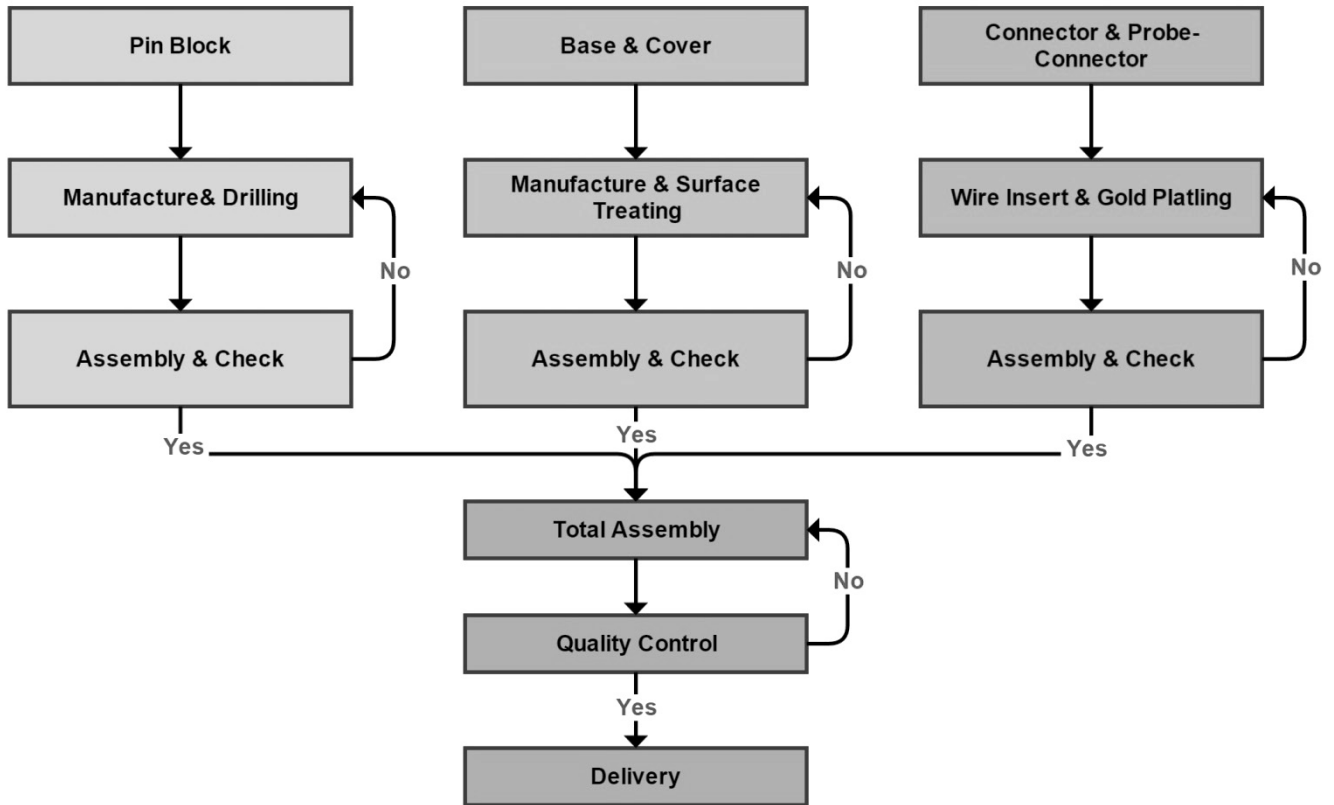 Pin Block
Base & Cover
Connector & Probe-
Connector
Manufacture& Drilling
Manufacture & Surface
Treating
Wire Insert & Gold Platling
No
No
No
Assembly & Check
Assembly & Check
Assembly & Check
Yes
Yes
Yes
Total Assembly
No
Quality Control
Yes
Delivery